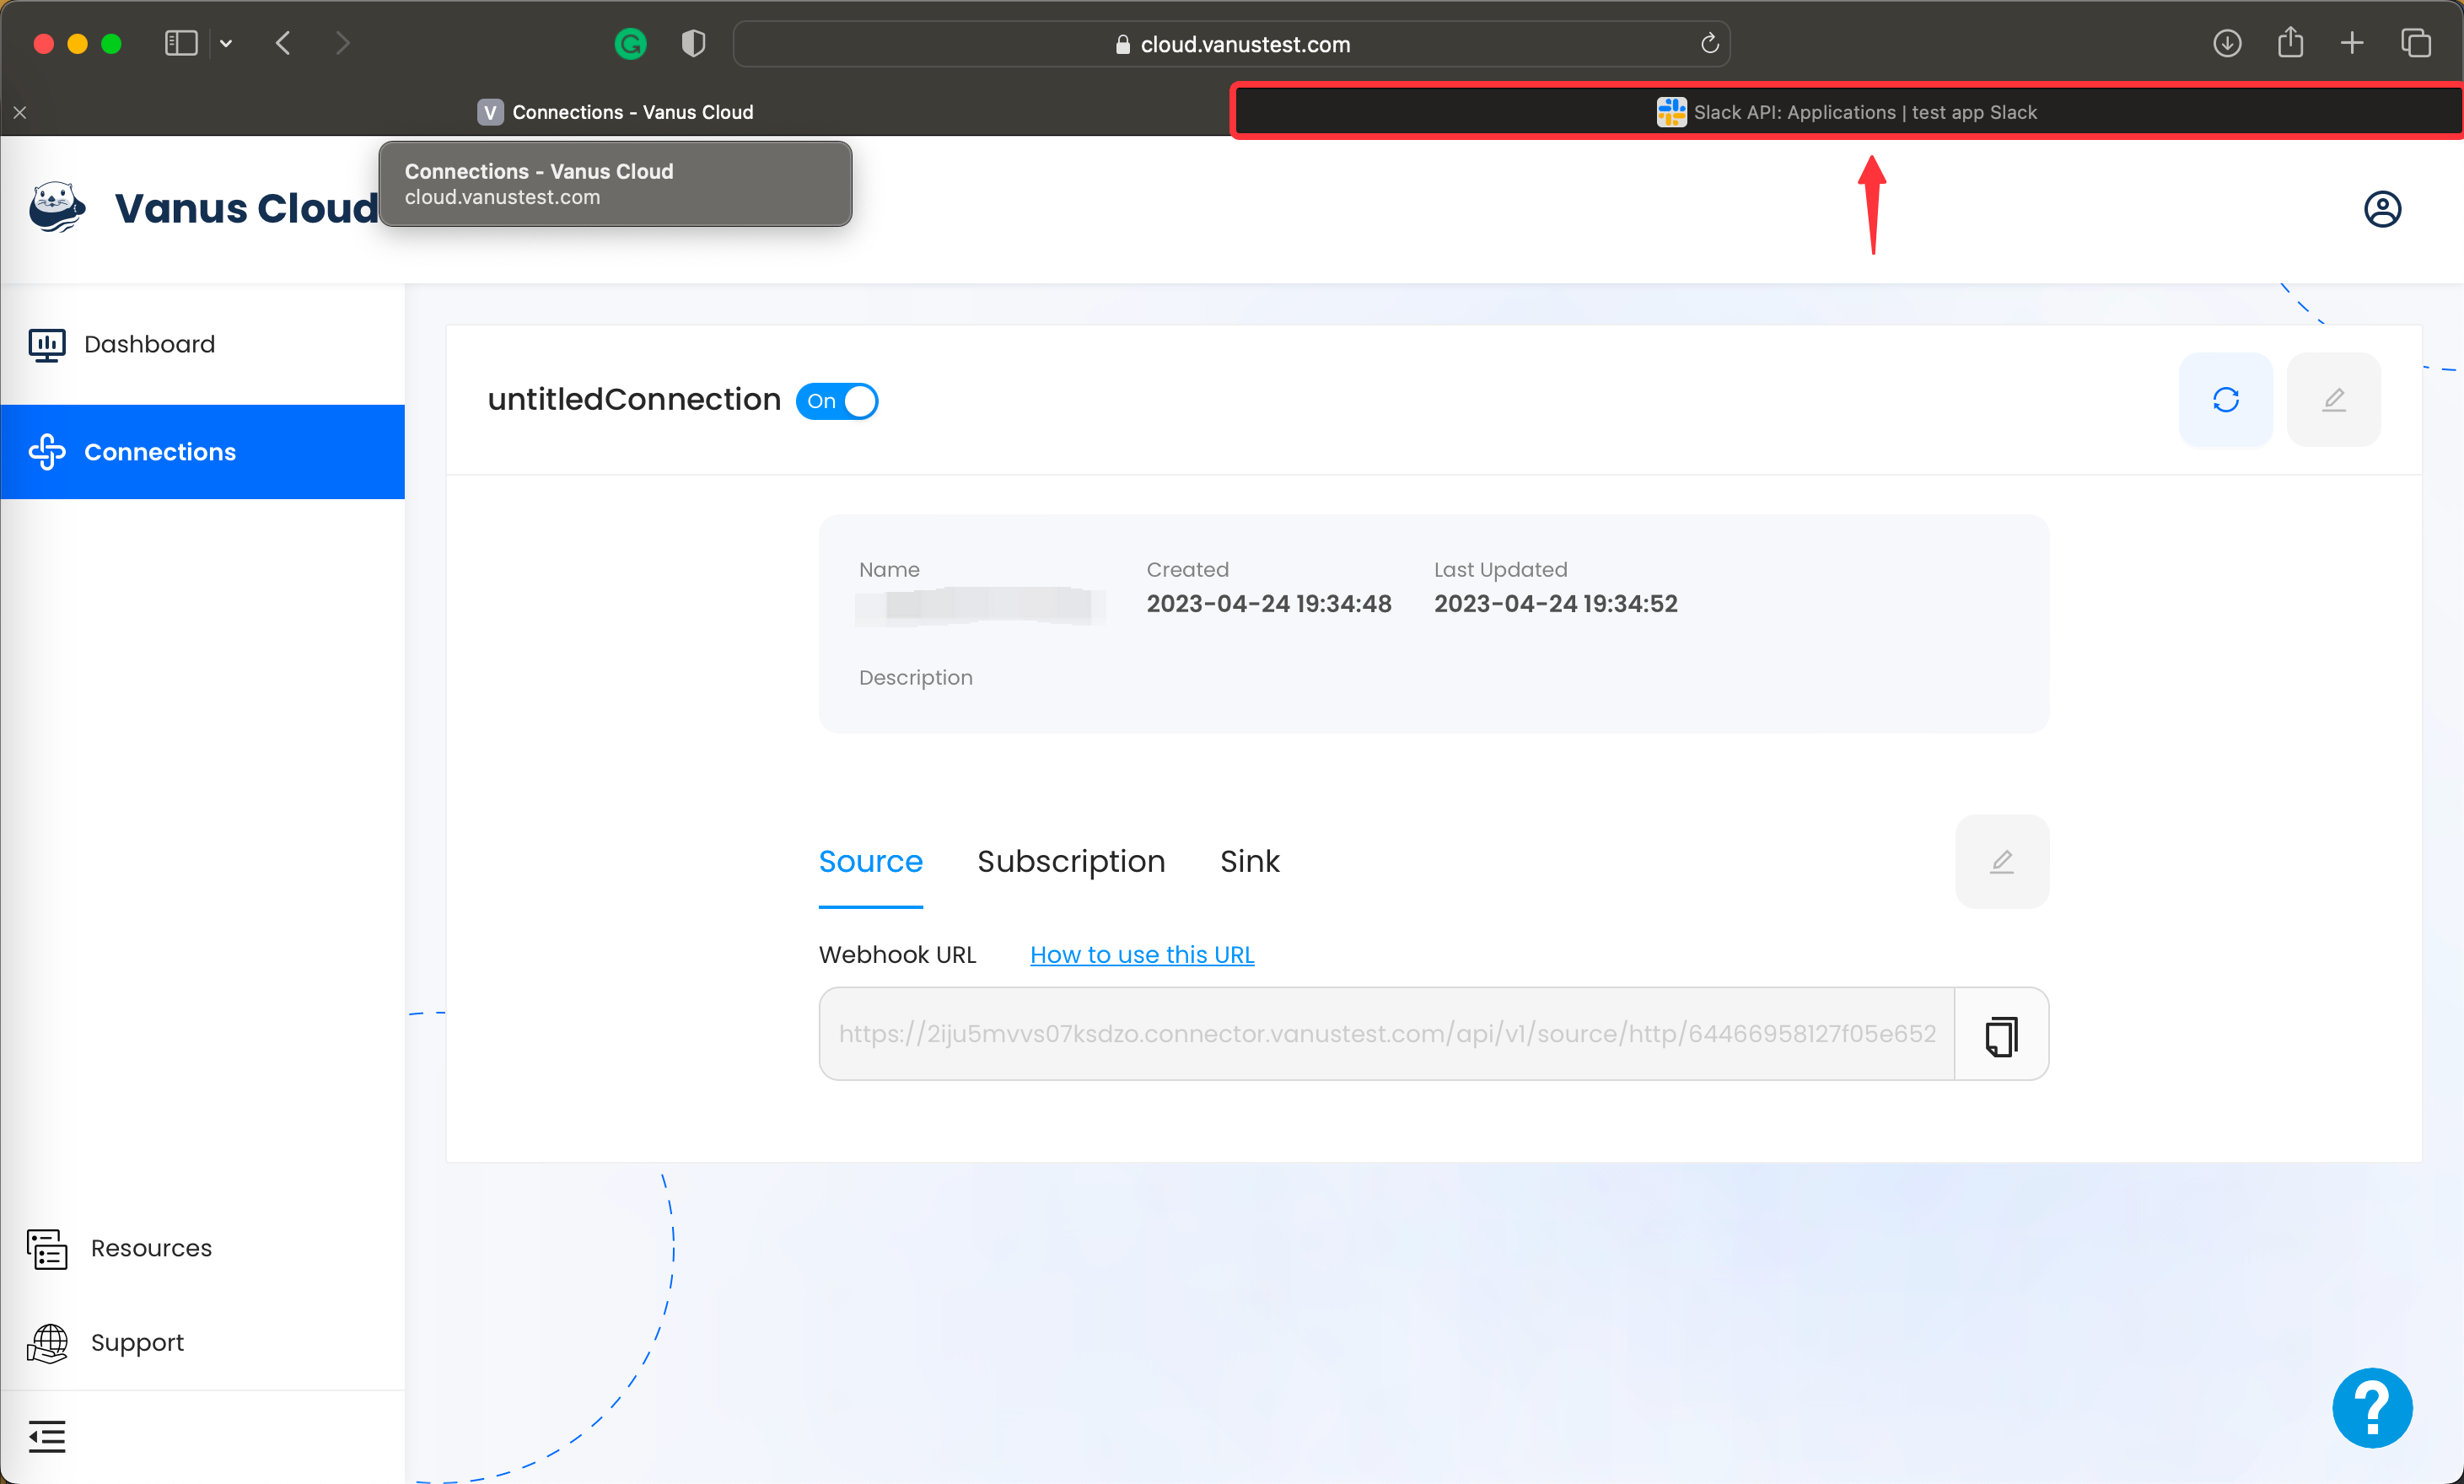 cloud.vanustest.com
V Connections - Vanus Cloud
Slack API: Applications | test app Slack
Connections - Vanus Cloud
cloud.vanustest.com
Vanus Cloud
Dashboard
Connections
Resources
Support
untitledConnection On
Name Created Last Updated
2023-04-24 19:34:48 2023-04-24 19:34:52
Description
Source Subscription Sink
Webhook URL How to use this URL
https://2iju5mvvs07ksdzo.connector.vanustest.com/api/v1/source/http/64466958127f05e652
?